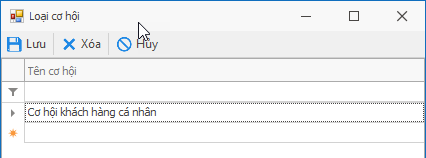 Loại cơ hội
Lưu Xóa Hủy
Tên cơ hội
Cơ hội khách hàng cá nhân